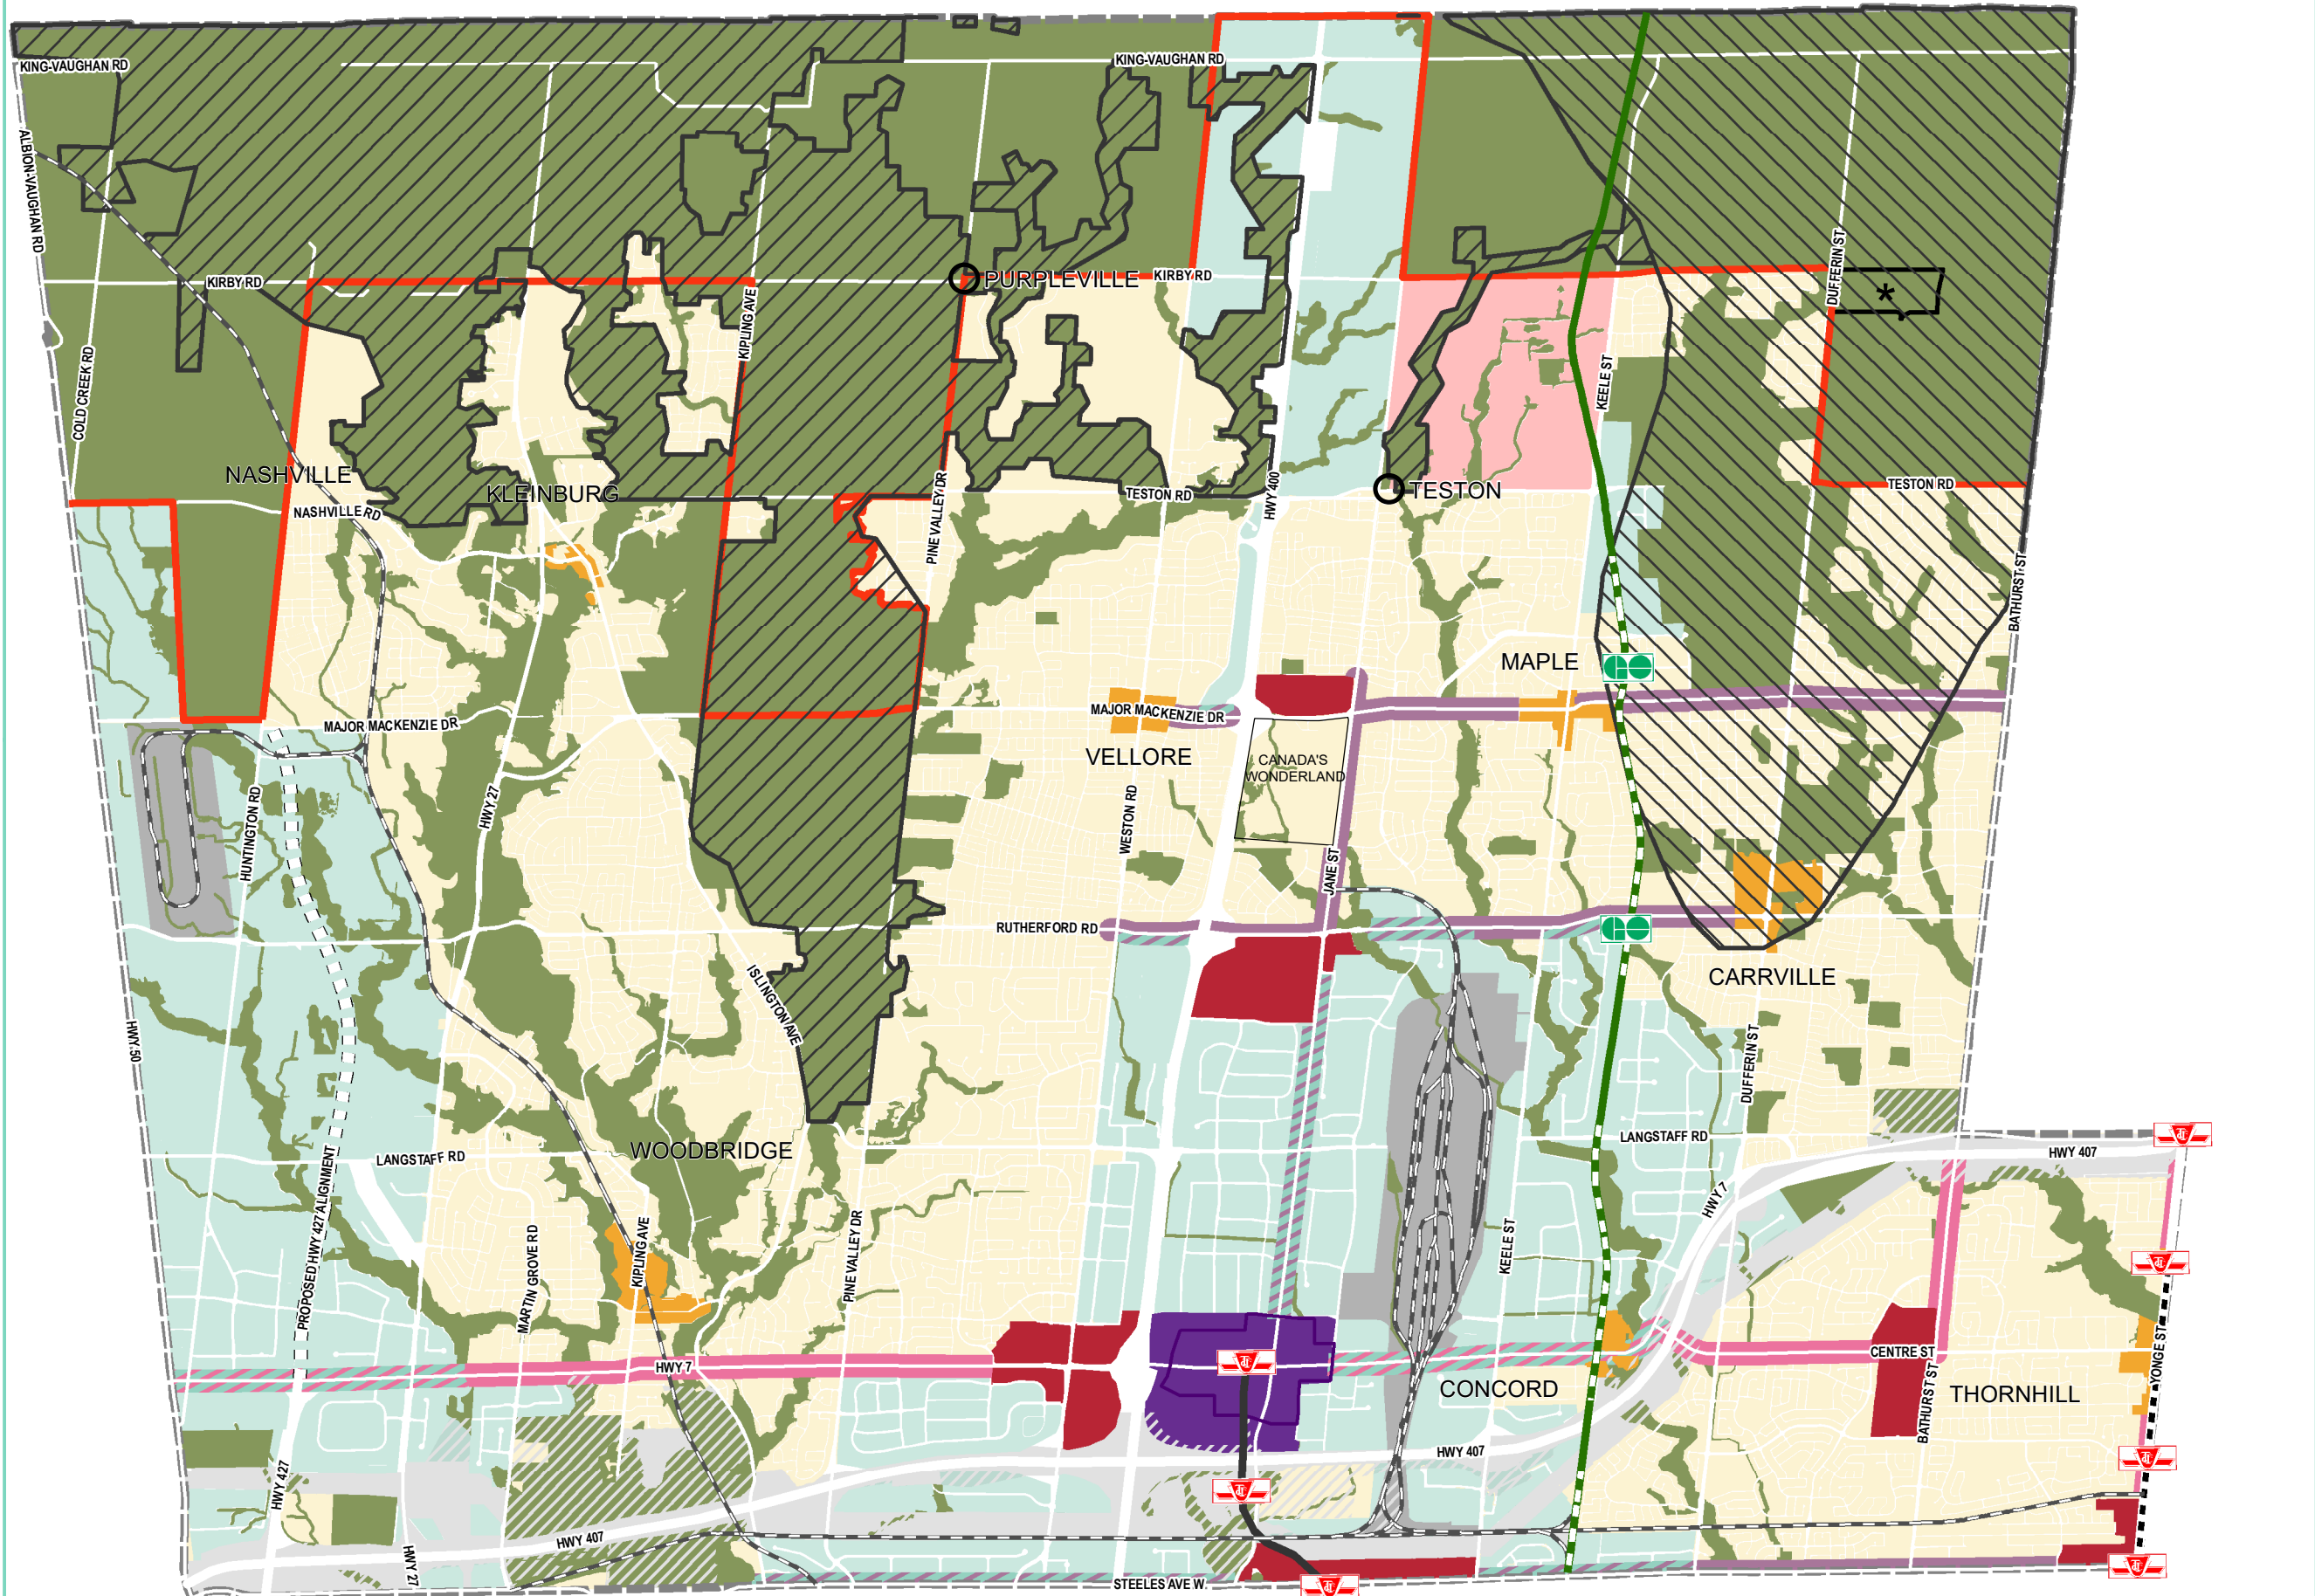 KING-VAUGHAN RD
KING-VAUGHAN RD
ALBION-VAUGHAN RD
KIRBY RD
PURPLEVILLE
KIRBY RD
DUFFERIN ST
*
KIPLING AVE
COLD CREEK RD
KEELE ST
NASHVILLE
KLEINBURG
NASHVILLE RD
PINE VALLEY DR
TESTON RD
HWY 400
TESTON
TESTON RD
BATHURST ST
MAPLE
GO
MAJOR MACKENZIE DR
MAJOR MACKENZIE DR
VELLORE
CANADA'S
WONDERLAND
HUNTINGTON RD
HWY 27
WESTON RD
JANE ST
RUTHERFORD RD
GO
CARRVILLE
ISLINGTON AVE
HWY 50
DUFFERIN ST
LANGSTAFF RD
WOODBRIDGE
LANGSTAFF RD
HWY 407
HWY 7
PROPOSED HWY 427 ALIGNMENT
MARTIN GROVE RD
KIPLING AVE
PINE VALLEY DR
KEELE ST
HWY 7
CENTRE ST
YONGE ST
BATHURST ST
CONCORD
THORNHILL
HWY 407
HWY 427
HWY 407
HWY 27
STEELES AVE W